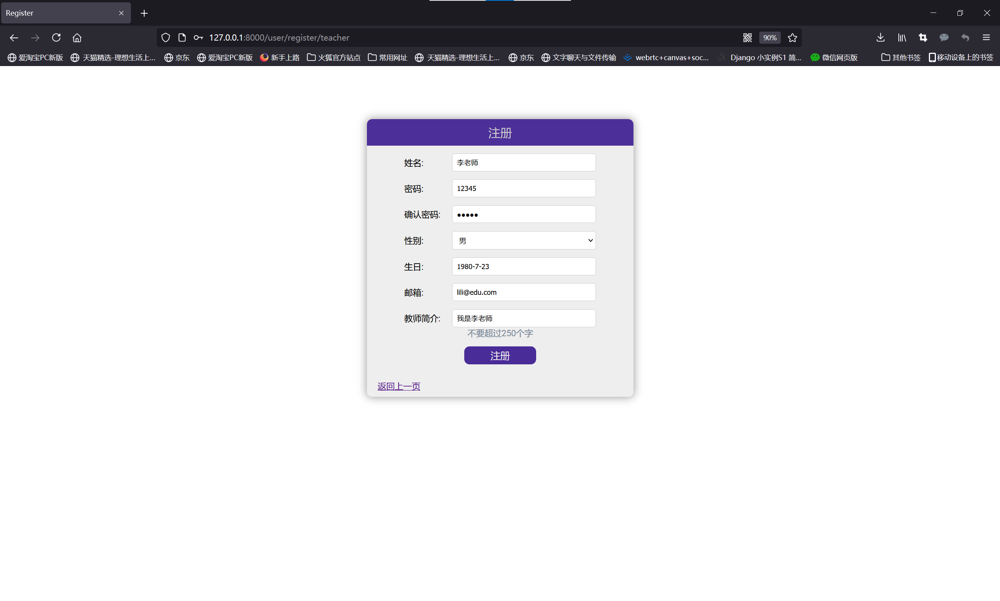 Register
127.0.0.1:8000/user/register/teacher
90%
爱淘宝PC新版 天猫精选-理想生活上... 京东 爱淘宝PC新版 新手上路 火狐官方站点 常用网址 天猫精选-理想生活上... 京东 文字聊天与文件传输 webrtc+canvas+soc... Django 小实例S1 简... 微信网页版 其他书签 移动设备上的书签
注册
姓名: 李老师
密码: 12345
确认密码: •••••
性别: 男
生日: 1980-7-23
邮箱: lili@edu.com
教师简介: 我是李老师
不要超过250个字
注册
返回上一页